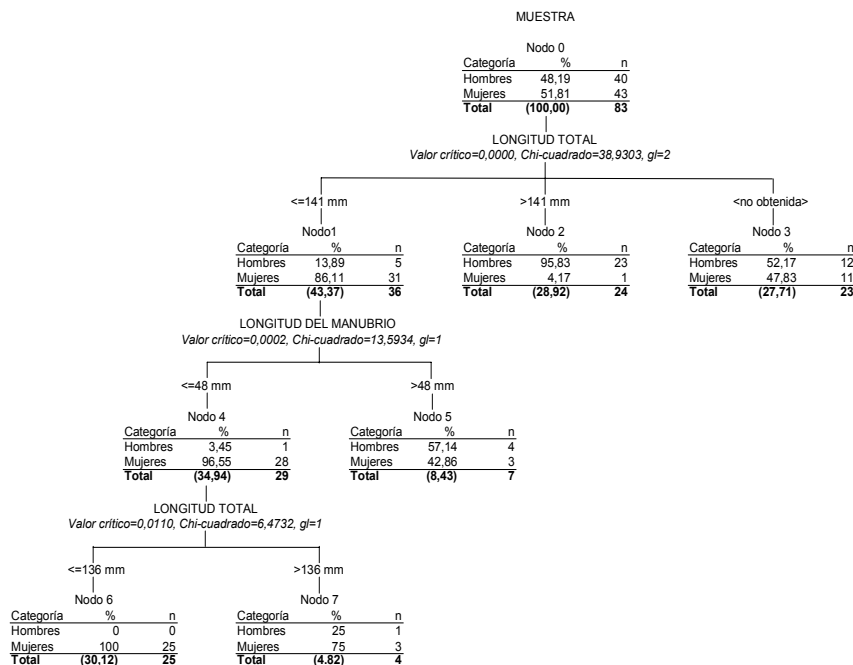 MUESTRA
Nodo 0
Categoría % n
Hombres 48,19 40
Mujeres 51,81 43
Total (100,00) 83
LONGITUD TOTAL
Valor crítico=0,0000, Chi-cuadrado=38,9303, gl=2
<=141 mm >141 mm <no obtenida>
Nodo1 Nodo 2 Nodo 3
Categoría % n Categoría % n Categoría % n
Hombres 13,89 5 Hombres 95,83 23 Hombres 52,17 12
Mujeres 86,11 31 Mujeres 4,17 1 Mujeres 47,83 11
Total (43,37) 36 Total (28,92) 24 Total (27,71) 23
LONGITUD DEL MANUBRIO
Valor crítico=0,0002, Chi-cuadrado=13,5934, gl=1
<=48 mm >48 mm
Nodo 4 Nodo 5
Categoría % n Categoría % n
Hombres 3,45 1 Hombres 57,14 4
Mujeres 96,55 28 Mujeres 42,86 3
Total (34,94) 29 Total (8,43) 7
LONGITUD TOTAL
Valor crítico=0,0110, Chi-cuadrado=6,4732, gl=1
<=136 mm >136 mm
Nodo 6 Nodo 7
Categoría % n Categoría % n
Hombres 0 0 Hombres 25 1
Mujeres 100 25 Mujeres 75 3
Total (30,12) 25 Total (4.82) 4